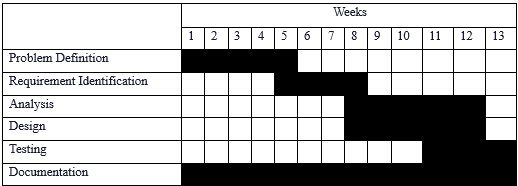 Weeks
1 2 3 4 5 6 7 8 9 10 11 12 13
Problem Definition
Requirement Identification
Analysis
Design
Testing
Documentation